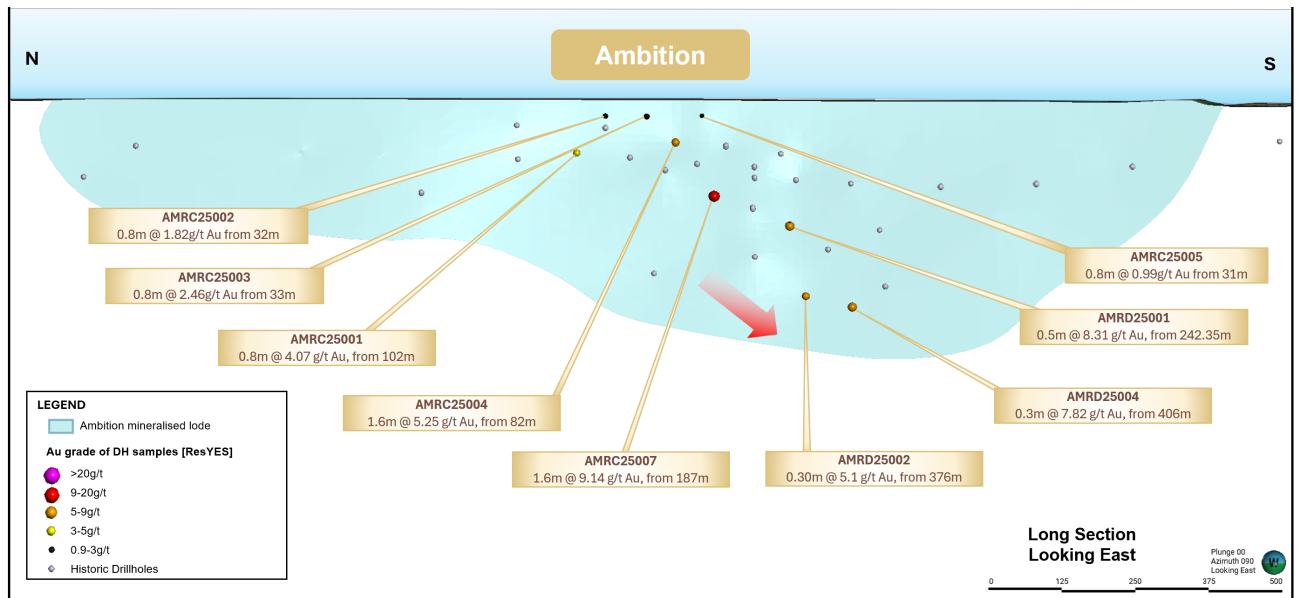 Ambition
N
S
AMRC25002
0.8m @ 1.82g/t Au from 32m
AMRC25003
0.8m @ 2.46g/t Au from 33m
AMRC25001
0.8m @ 4.07 g/t Au, from 102m
AMRC25004
1.6m @ 5.25 g/t Au, from 82m
AMRC25007
1.6m @ 9.14 g/t Au, from 187m
AMRD25002
0.30m @ 5.1 g/t Au, from 376m
AMRC25005
0.8m @ 0.99g/t Au from 31m
AMRD25001
0.5m @ 8.31 g/t Au, from 242.35m
AMRD25004
0.3m @ 7.82 g/t Au, from 406m
LEGEND
Ambition mineralised lode
Au grade of DH samples [ResYES]
>20g/t
9-20g/t
5-9g/t
3-5g/t
0.9-3g/t
Historic Drillholes
Long Section
Looking East
Plunge 00
Azimuth 090
Looking East
W
0 125 250 375 500